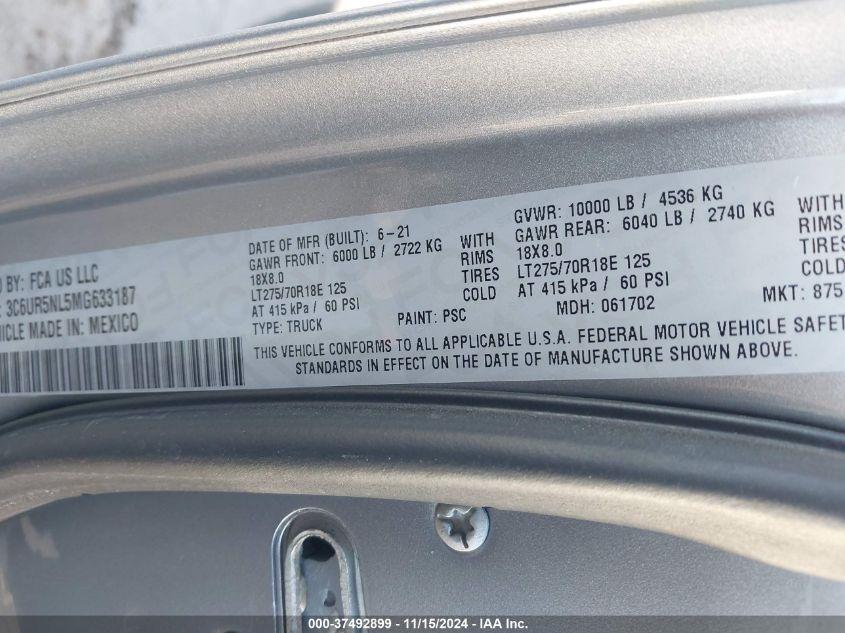 D BY: FCA US LLC
: 3C6UR5NL5MG633187
HICLE MADE IN: MEXICO
DATE OF MFR (BUILT): 6-21
GAWR FRONT: 6000 LB / 2722 KG
18X8.0
LT275/70R18E 125
AT 415 kPa / 60 PSI
TYPE: TRUCK
PAINT: PSC
WITH
RIMS
TIRES
COLD
GVWR: 10000 LB / 4536 KG
GAWR REAR: 6040 LB / 2740 KG
18X8.0
LT275/70R18E 125
AT 415 kPa / 60 PSI
MDH: 061702
WITH
RIMS
TIRES
COLD
MKT: 875
THIS VEHICLE CONFORMS TO ALL APPLICABLE U.S.A. FEDERAL MOTOR VEHICLE SAFET
STANDARDS IN EFFECT ON THE DATE OF MANUFACTURE SHOWN ABOVE.
000-37492899 - 11/15/2024 - IAAI.COM